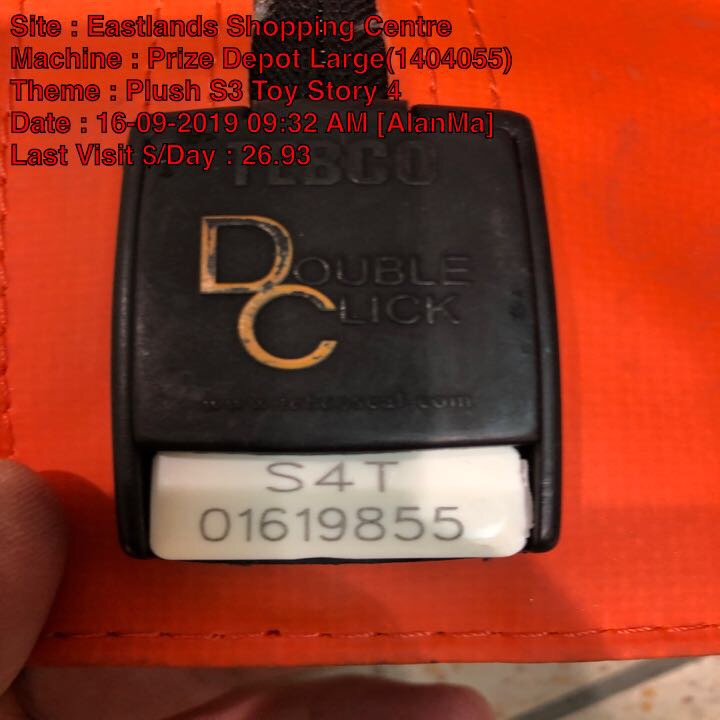 Site : Eastlands Shopping Centre
Machine : Prize Depot Large(1404055)
Theme : Plush S3 Toy Story 4
Date : 16-09-2019 09:32 AM [AlanMa]
Last Visit $/Day : 26.93
DOUBLE
CLICK
S4T
01619855